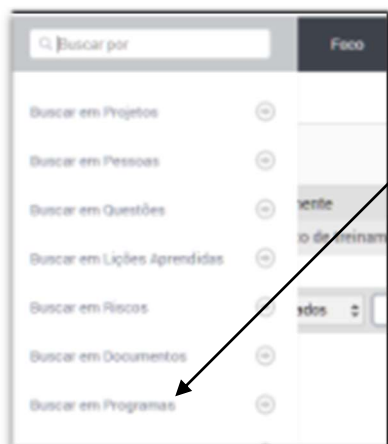 Buscar por
Foco
Buscar em Projetos
Buscar em Pessoas
Buscar em Questões
Buscar em Lições Aprendidas
Buscar em Riscos
Buscar em Documentos
Buscar em Programas